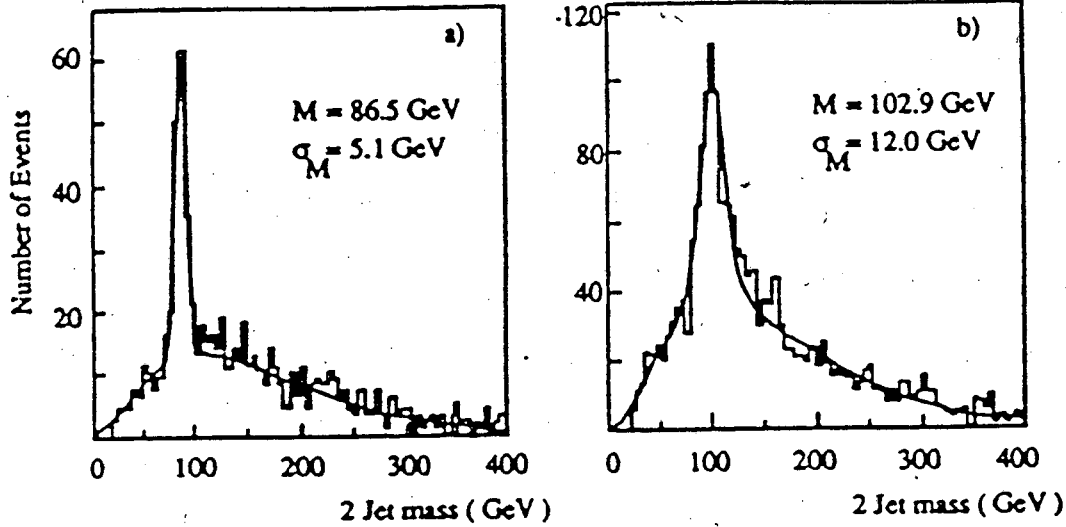 a)
60
40
20
Number of Events
M = 86.5 GeV
σM = 5.1 GeV
0 100 200 300 400
2 Jet mass ( GeV )
b)
120
80
40
M = 102.9 GeV
σM = 12.0 GeV
0 100 200 300 400
2 Jet mass ( GeV )